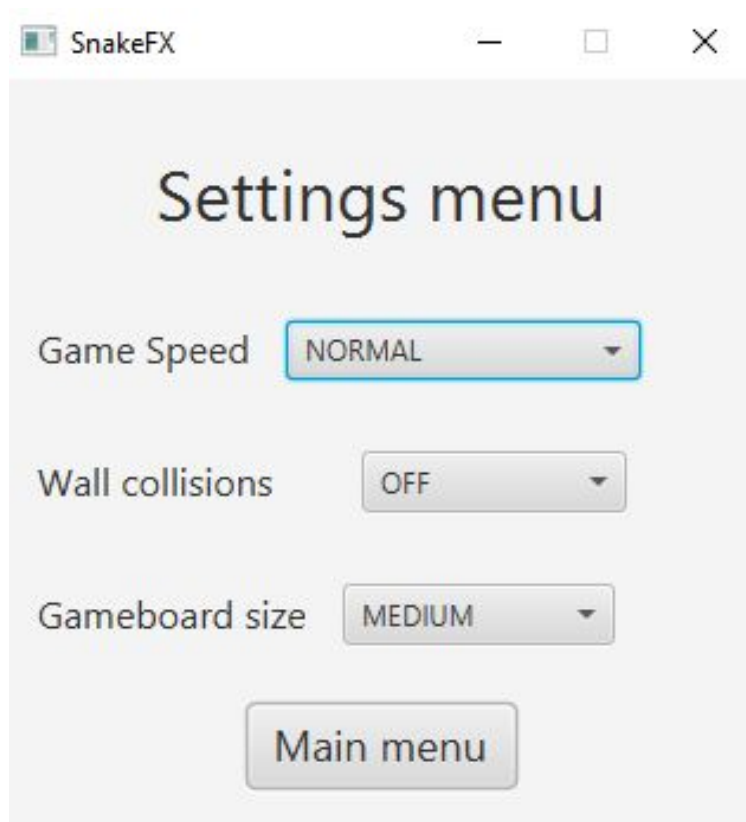 SnakeFX
Settings menu
Game Speed NORMAL
Wall collisions OFF
Gameboard size MEDIUM
Main menu